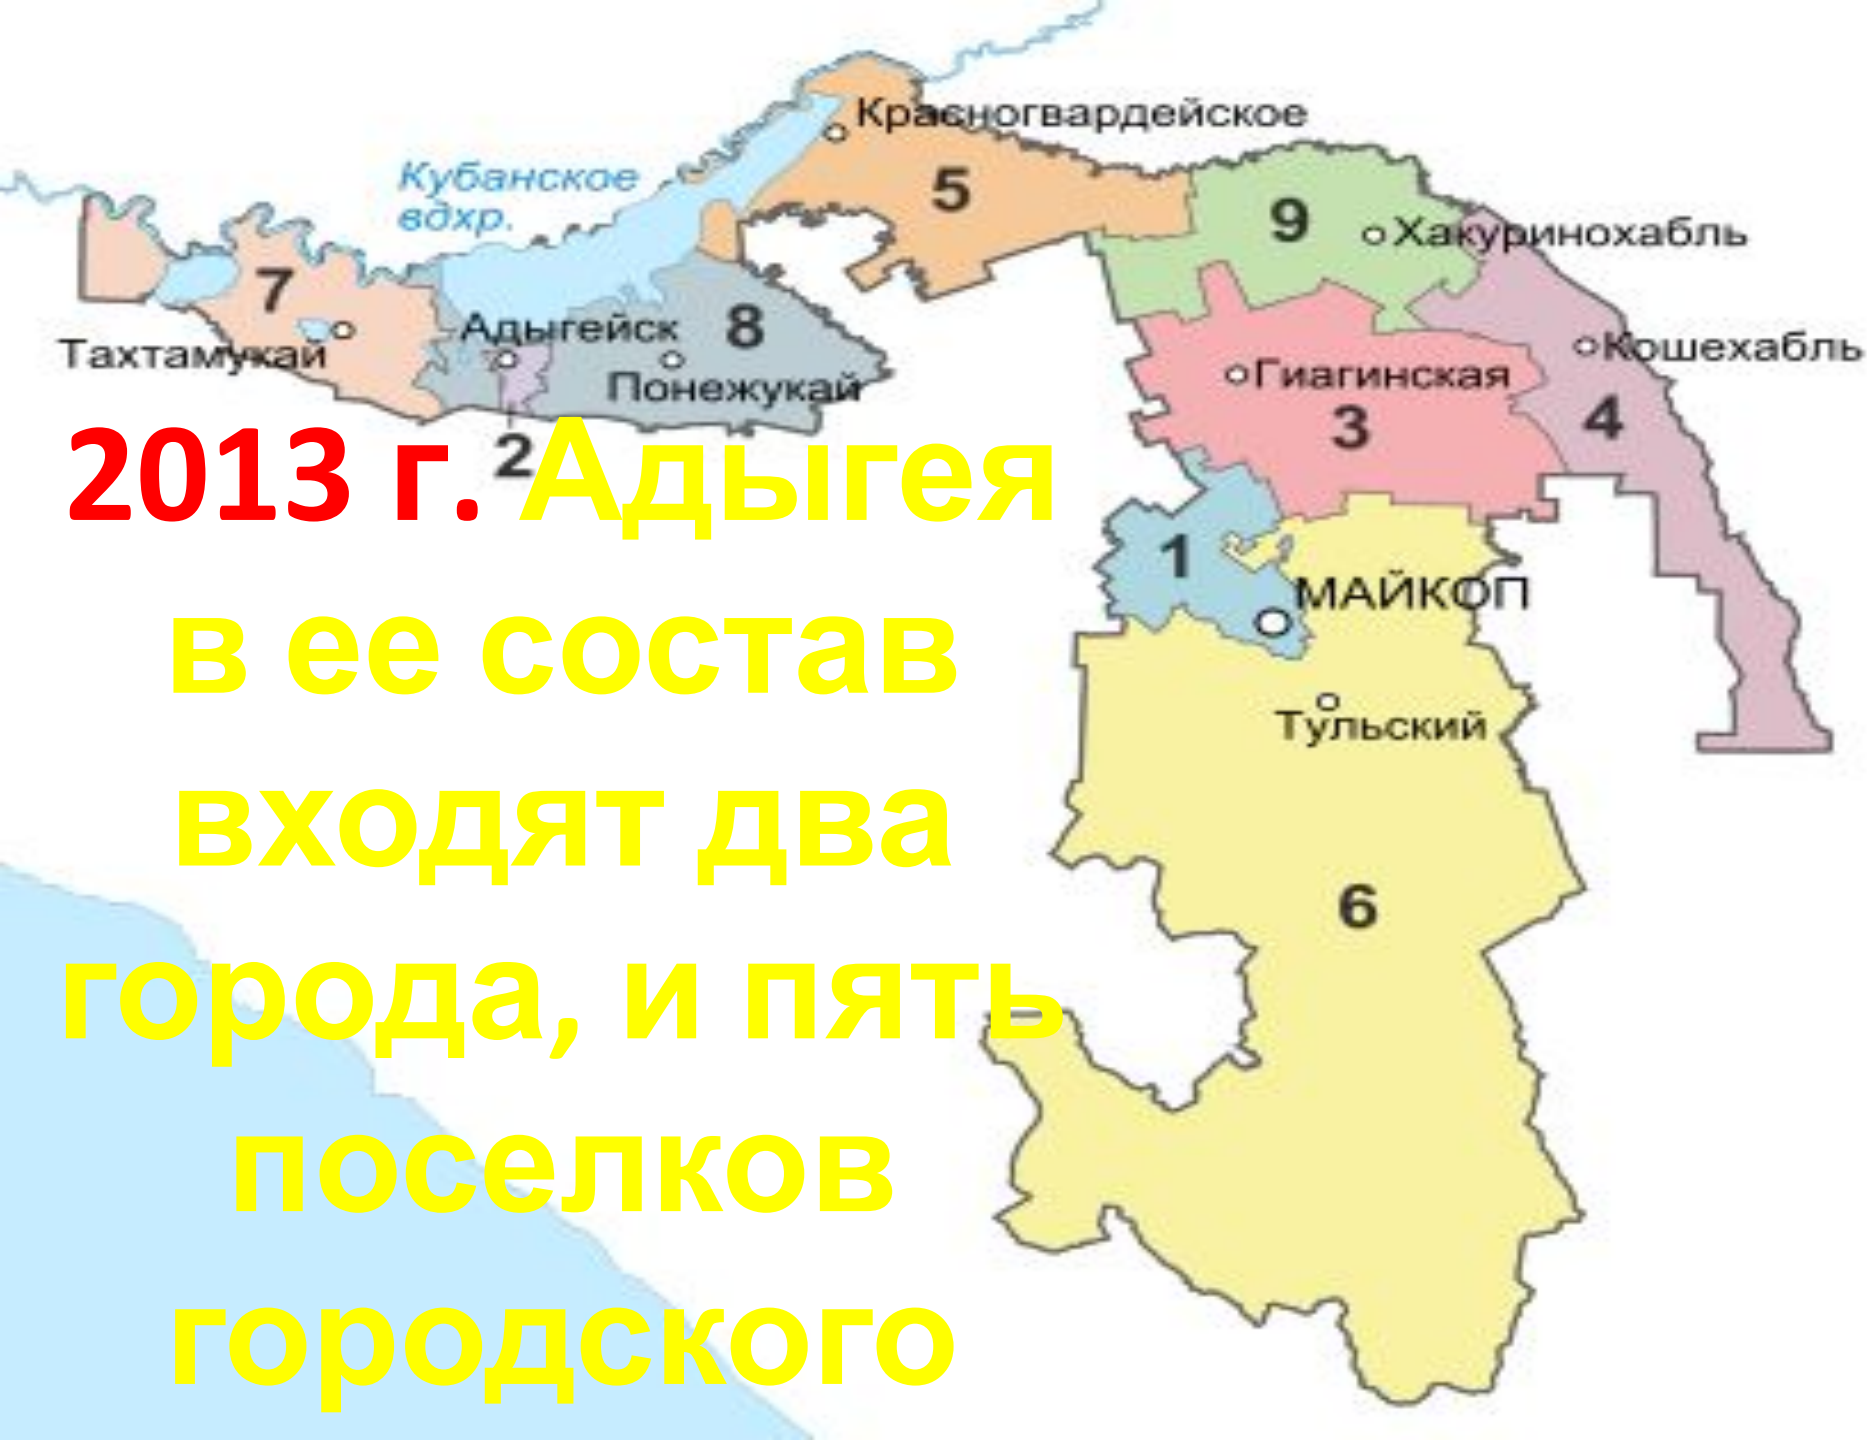 Красногвардейское
Кубанское
вдхр.
5
9
Хакуринохабль
7
Адыгейск
8
Тахтамукай
Понежукай
Кошехабль
Гиагинская
3
4
2
2013 г. Адыгея
в ее состав
входят два
города, и пять
поселков
городского
1
МАЙКОП
Тульский
6